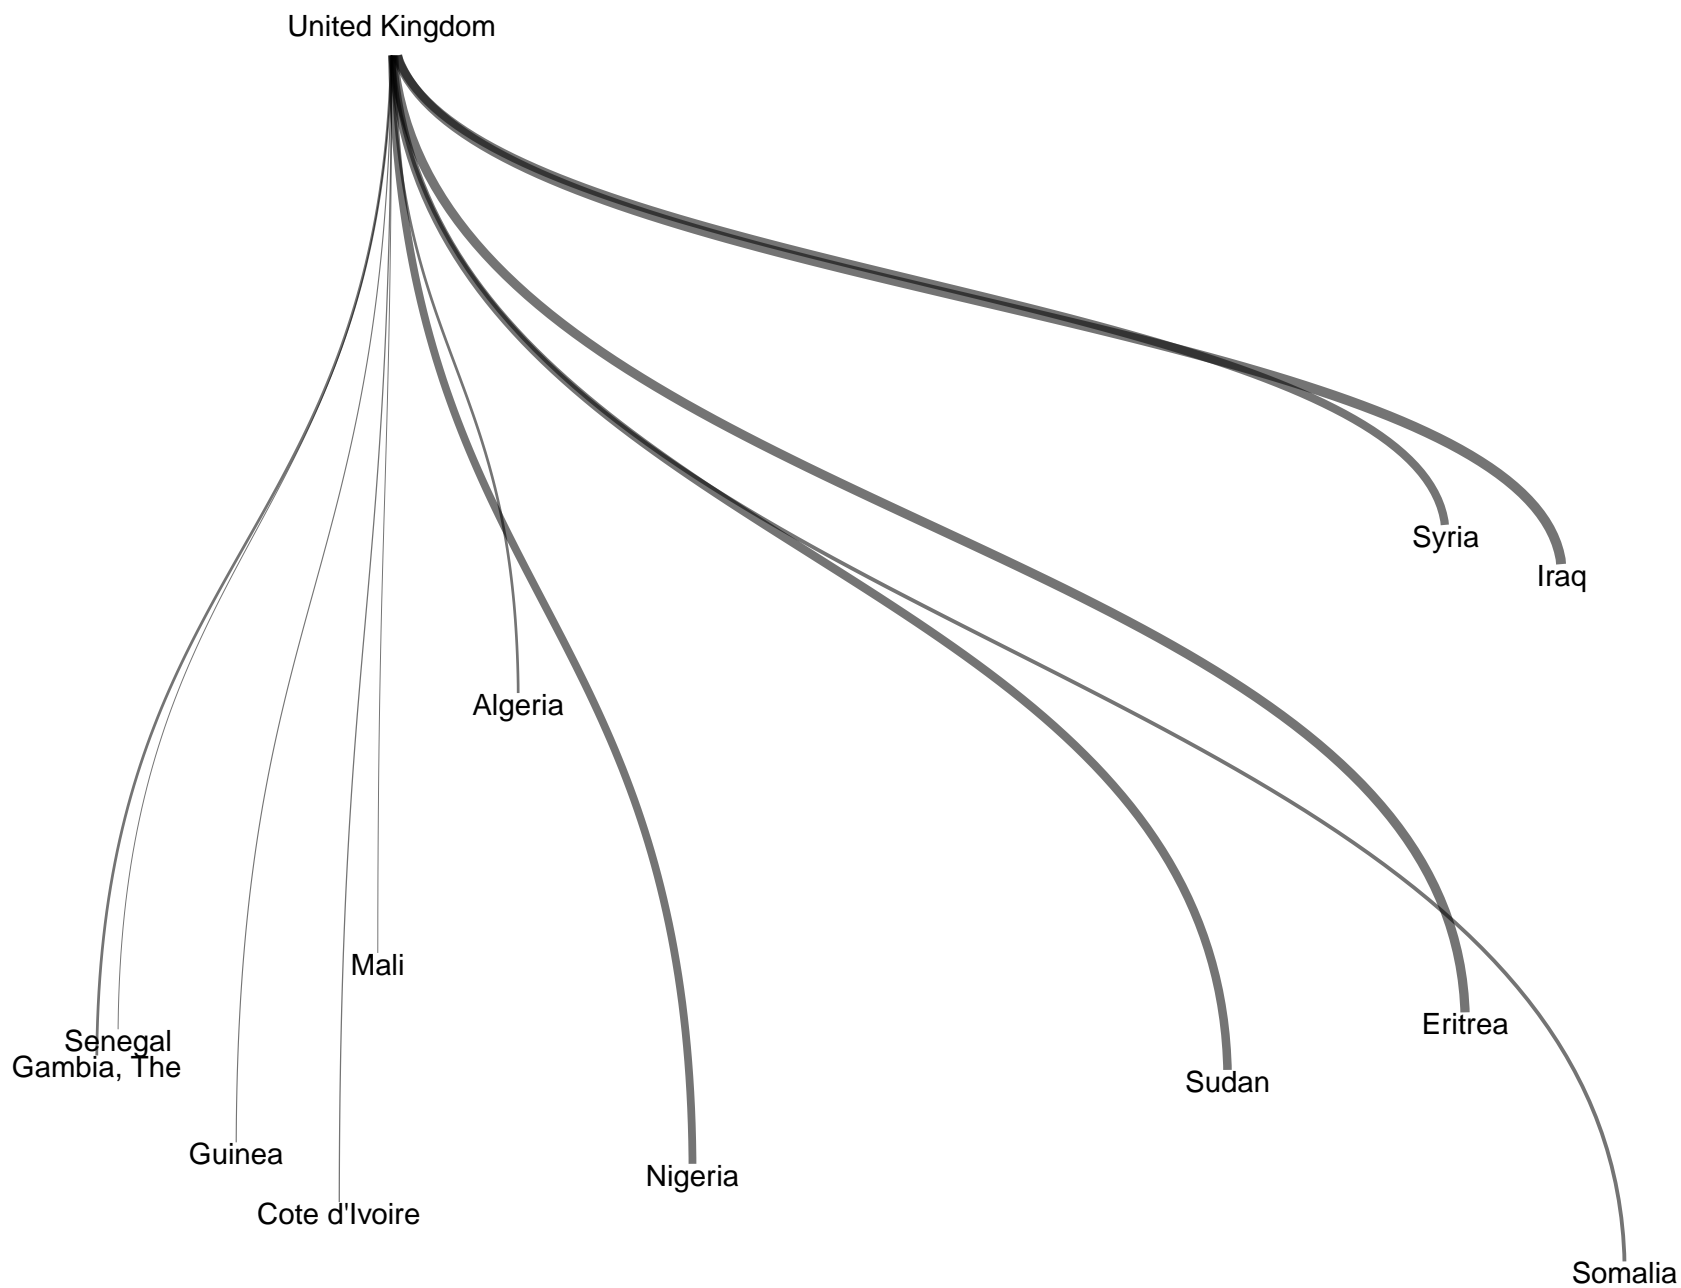 United Kingdom
Syria
Iraq
Algeria
Mali
Eritrea
Senegal
Gambia, The
Sudan
Guinea
Nigeria
Cote d'Ivoire
Somalia